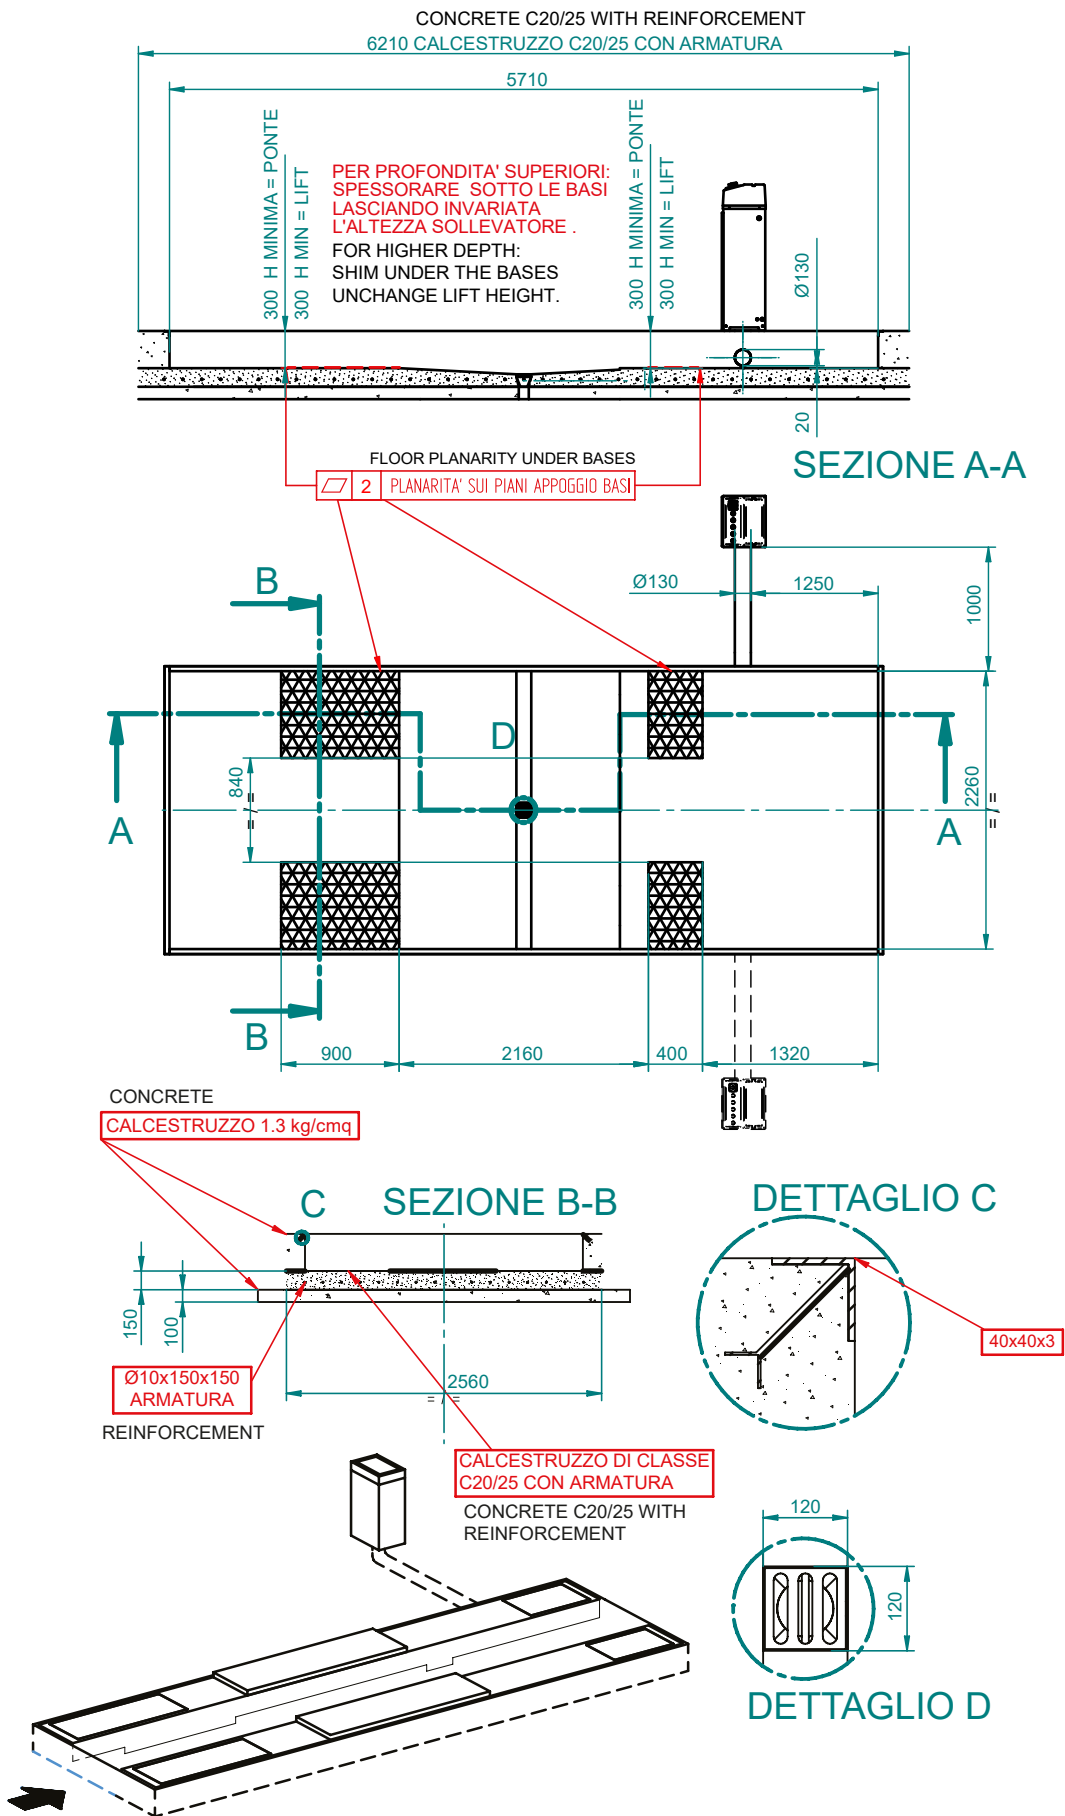 CONCRETE C20/25 WITH REINFORCEMENT
6210 CALCESTRUZZO C20/25 CON ARMATURA
5710
300 H MINIMA = PONTE
300 H MIN = LIFT
PER PROFONDITA' SUPERIORI:
SPESSORARE SOTTO LE BASI
LASCIANDO INVARIATA
L'ALTEZZA SOLLEVATORE .
FOR HIGHER DEPTH:
SHIM UNDER THE BASES
UNCHANGE LIFT HEIGHT.
300 H MINIMA = PONTE
300 H MIN = LIFT
Ø130
20
SEZIONE A-A
FLOOR PLANARITY UNDER BASES
2 PLANARITA' SUI PIANI APPOGGIO BASI
B
Ø130
1250
1000
D
840
= / =
2260
= / =
A
A
B
900
2160
400
1320
CONCRETE
CALCESTRUZZO 1.3 kg/cmq
C
SEZIONE B-B
DETTAGLIO C
150
100
40x40x3
Ø10x150x150
ARMATURA
2560
= / =
REINFORCEMENT
CALCESTRUZZO DI CLASSE
C20/25 CON ARMATURA
CONCRETE C20/25 WITH
REINFORCEMENT
120
120
DETTAGLIO D